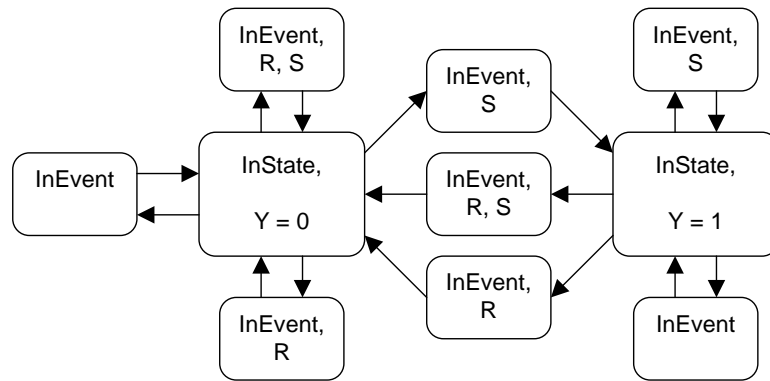 InEvent,
R, S
InEvent,
S
InEvent,
S
InEvent
InState,
Y = 0
InEvent,
R, S
InState,
Y = 1
InEvent,
R
InEvent,
R
InEvent